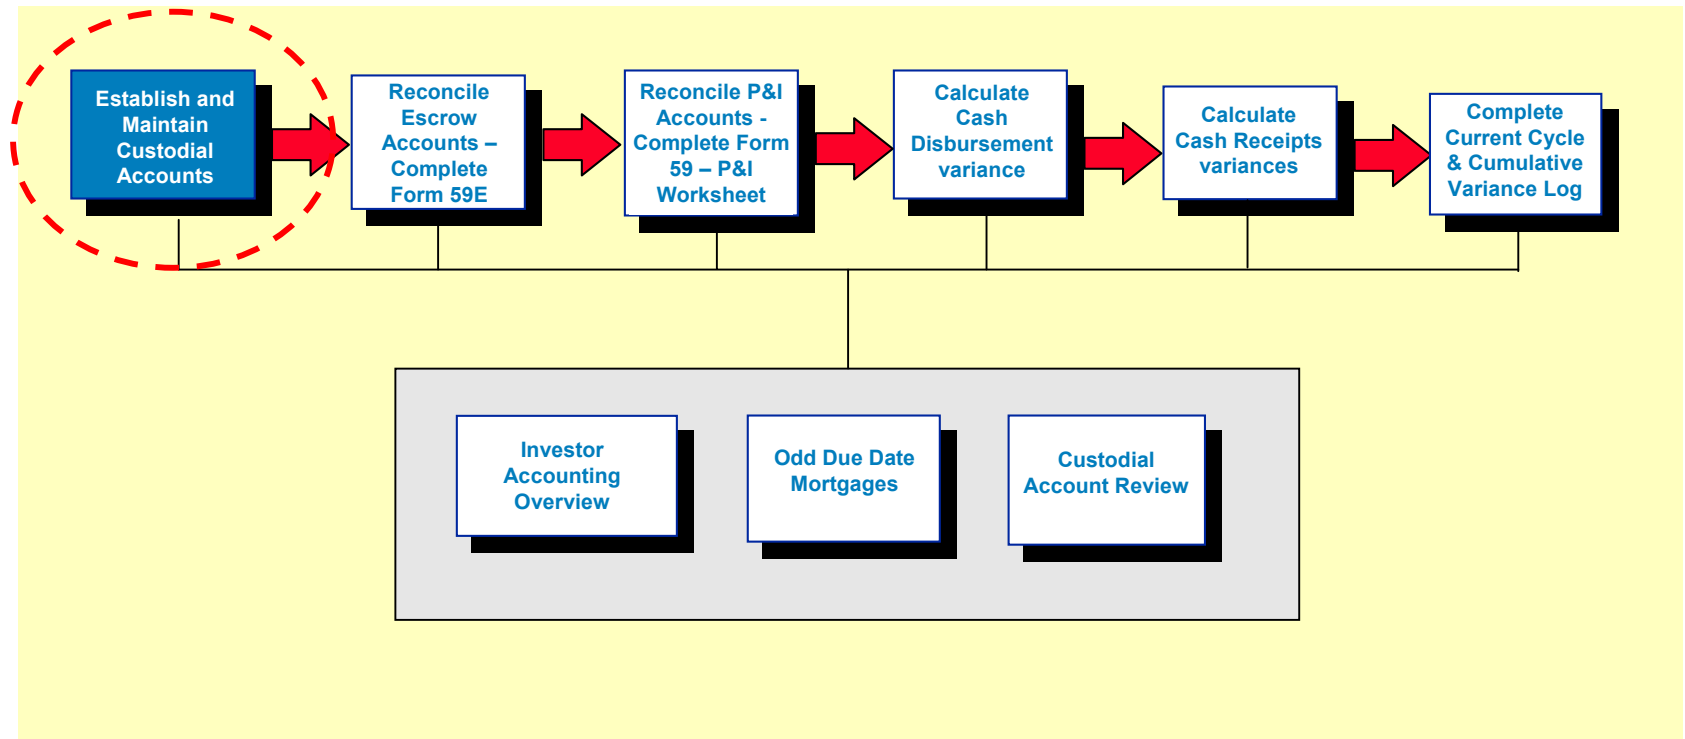 Establish and
Maintain
Custodial
Accounts
Reconcile
Escrow
Accounts –
Complete
Form 59E
Reconcile P&I
Accounts -
Complete Form
59 – P&I
Worksheet
Calculate
Cash
Disbursement
variance
Calculate
Cash Receipts
variances
Complete
Current Cycle
& Cumulative
Variance Log
Investor
Accounting
Overview
Odd Due Date
Mortgages
Custodial
Account Review